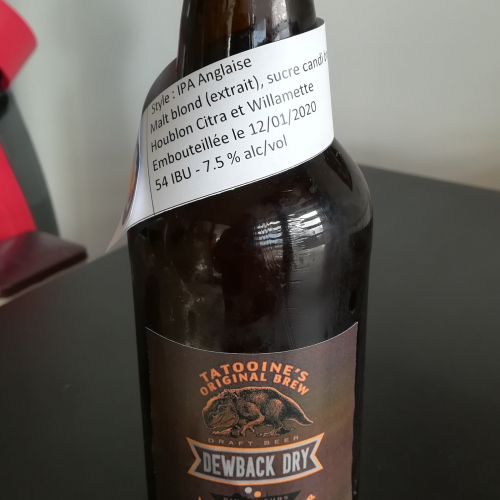 Style : IPA Anglaise
Malt blond (extrait), sucre candi
Houblon Citra et Willamette
Embouteillée le 12/01/2020
54 IBU - 7.5 % alc/vol
TATOOINE'S
ORIGINAL BREW
DRAFT BEER
DEWBACK DRY